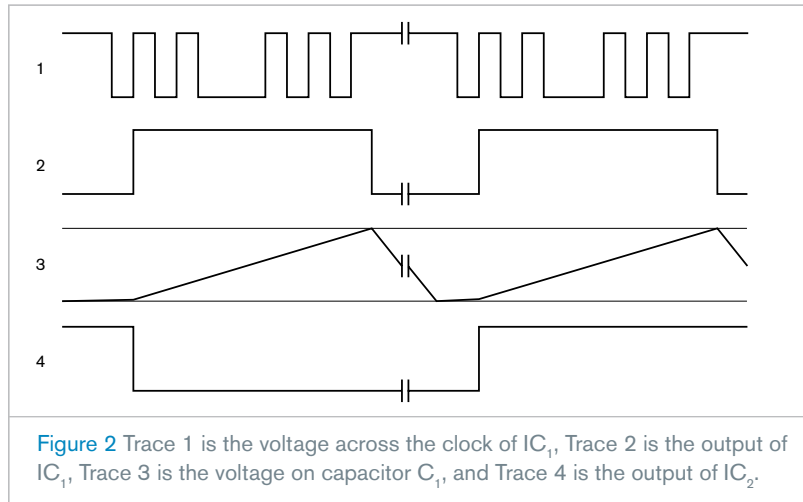 1
2
3
4
Figure 2 Trace 1 is the voltage across the clock of IC₁, Trace 2 is the output of
IC₁, Trace 3 is the voltage on capacitor C₁, and Trace 4 is the output of IC₂.